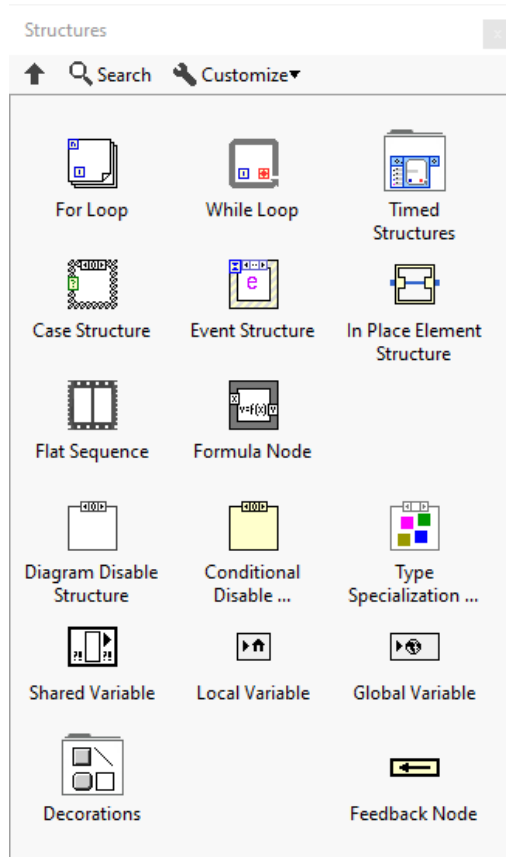 Structures
Search Customize
For Loop While Loop Timed
Structures
Case Structure Event Structure In Place Element
Structure
Flat Sequence Formula Node
Diagram Disable Conditional Type
Structure Disable ... Specialization ...
Shared Variable Local Variable Global Variable
Decorations Feedback Node